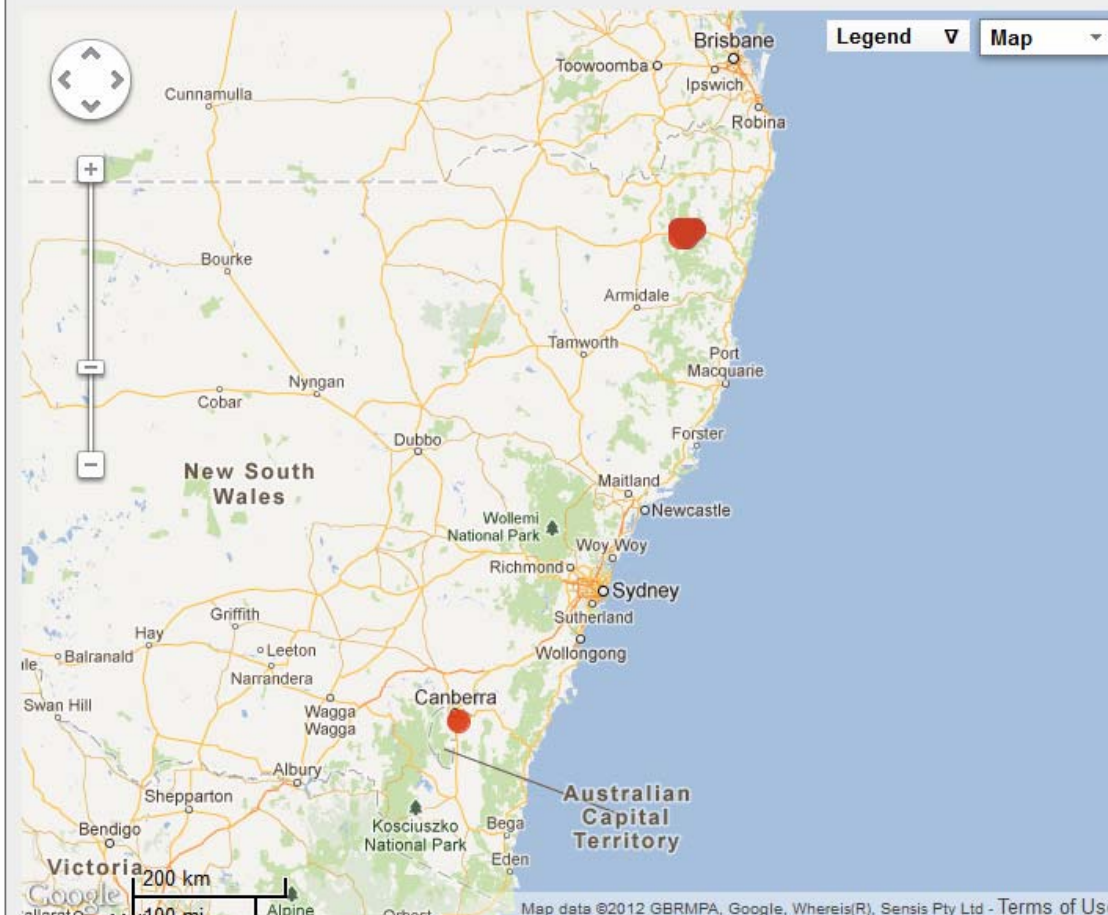 Legend ∇
Map
Brisbane
Toowoomba
Ipswich
Cunnamulla
Robina
Bourke
Armidale
Tamworth
Port
Macquarie
Nyngan
Cobar
Forster
Dubbo
New South
Wales
Maitland
Newcastle
Wollemi
National Park
Woy Woy
Richmond
Sydney
Sutherland
Griffith
Hay
Leeton
Wollongong
Balranald
Narrandera
Canberra
Swan Hill
Wagga
Wagga
Albury
Shepparton
Australian
Capital
Territory
Kosciuszko
National Park
Bega
Bendigo
Eden
Victoria
200 km
Google
100 mi
Alpine
Map data ©2012 GBRMPA, Google, Whereis(R), Sensis Pty Ltd - Terms of Us